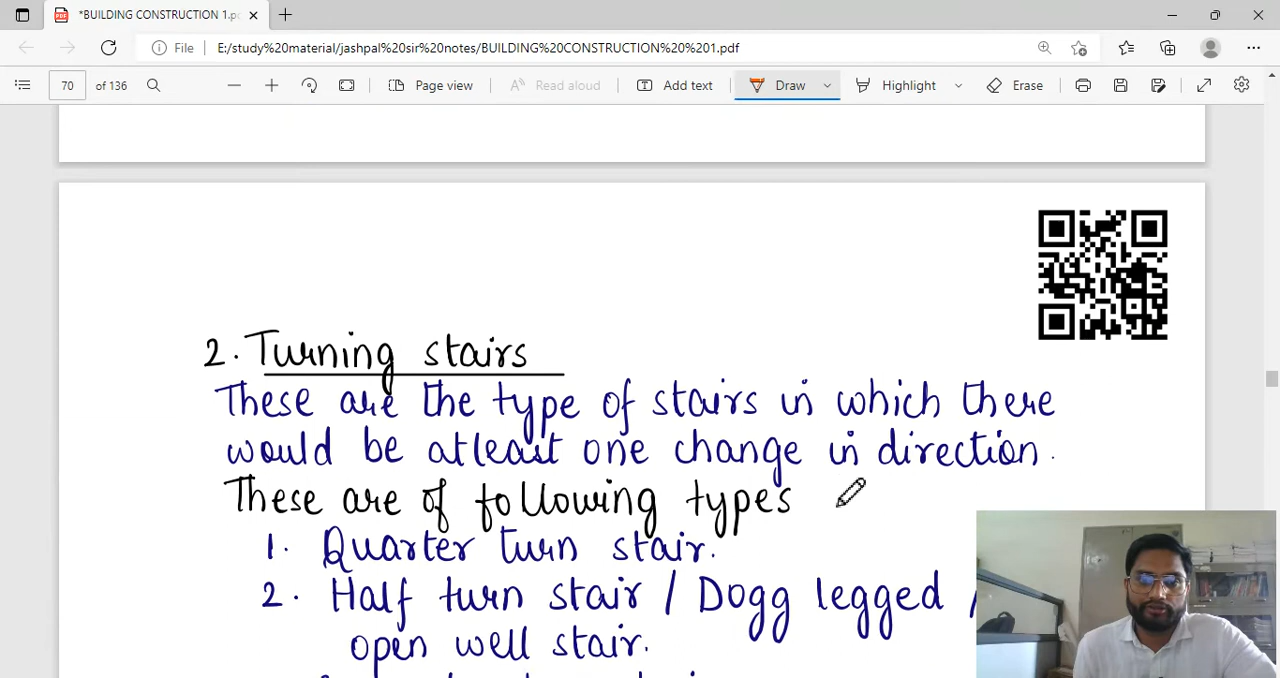 *BUILDING CONSTRUCTION 1.p
File E:/study%20material/jashpal%20sir%20notes/BUILDING%20CONSTRUCTION%20%201.pdf
70 of 136 Page view Read aloud Add text Draw Highlight Erase
2. Turning stairs
These are the type of stairs in which there
would be atleast one change in direction.
These are of following types
1. Quarter turn stair.
2. Half turn stair / Dogg legged /
open well stair.